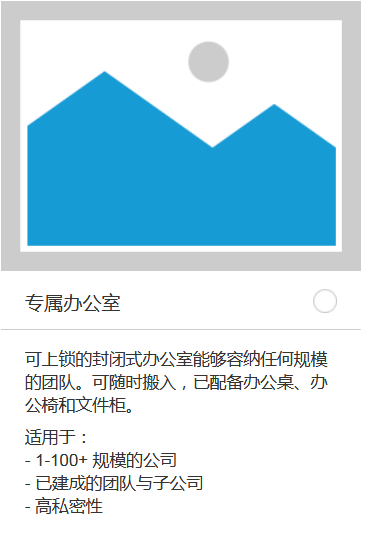 专属办公室
可上锁的封闭式办公室能够容纳任何规模
的团队。可随时搬入，已配备办公桌、办
公椅和文件柜。
适用于：
- 1-100+ 规模的公司
- 已建成的团队与子公司
- 高私密性